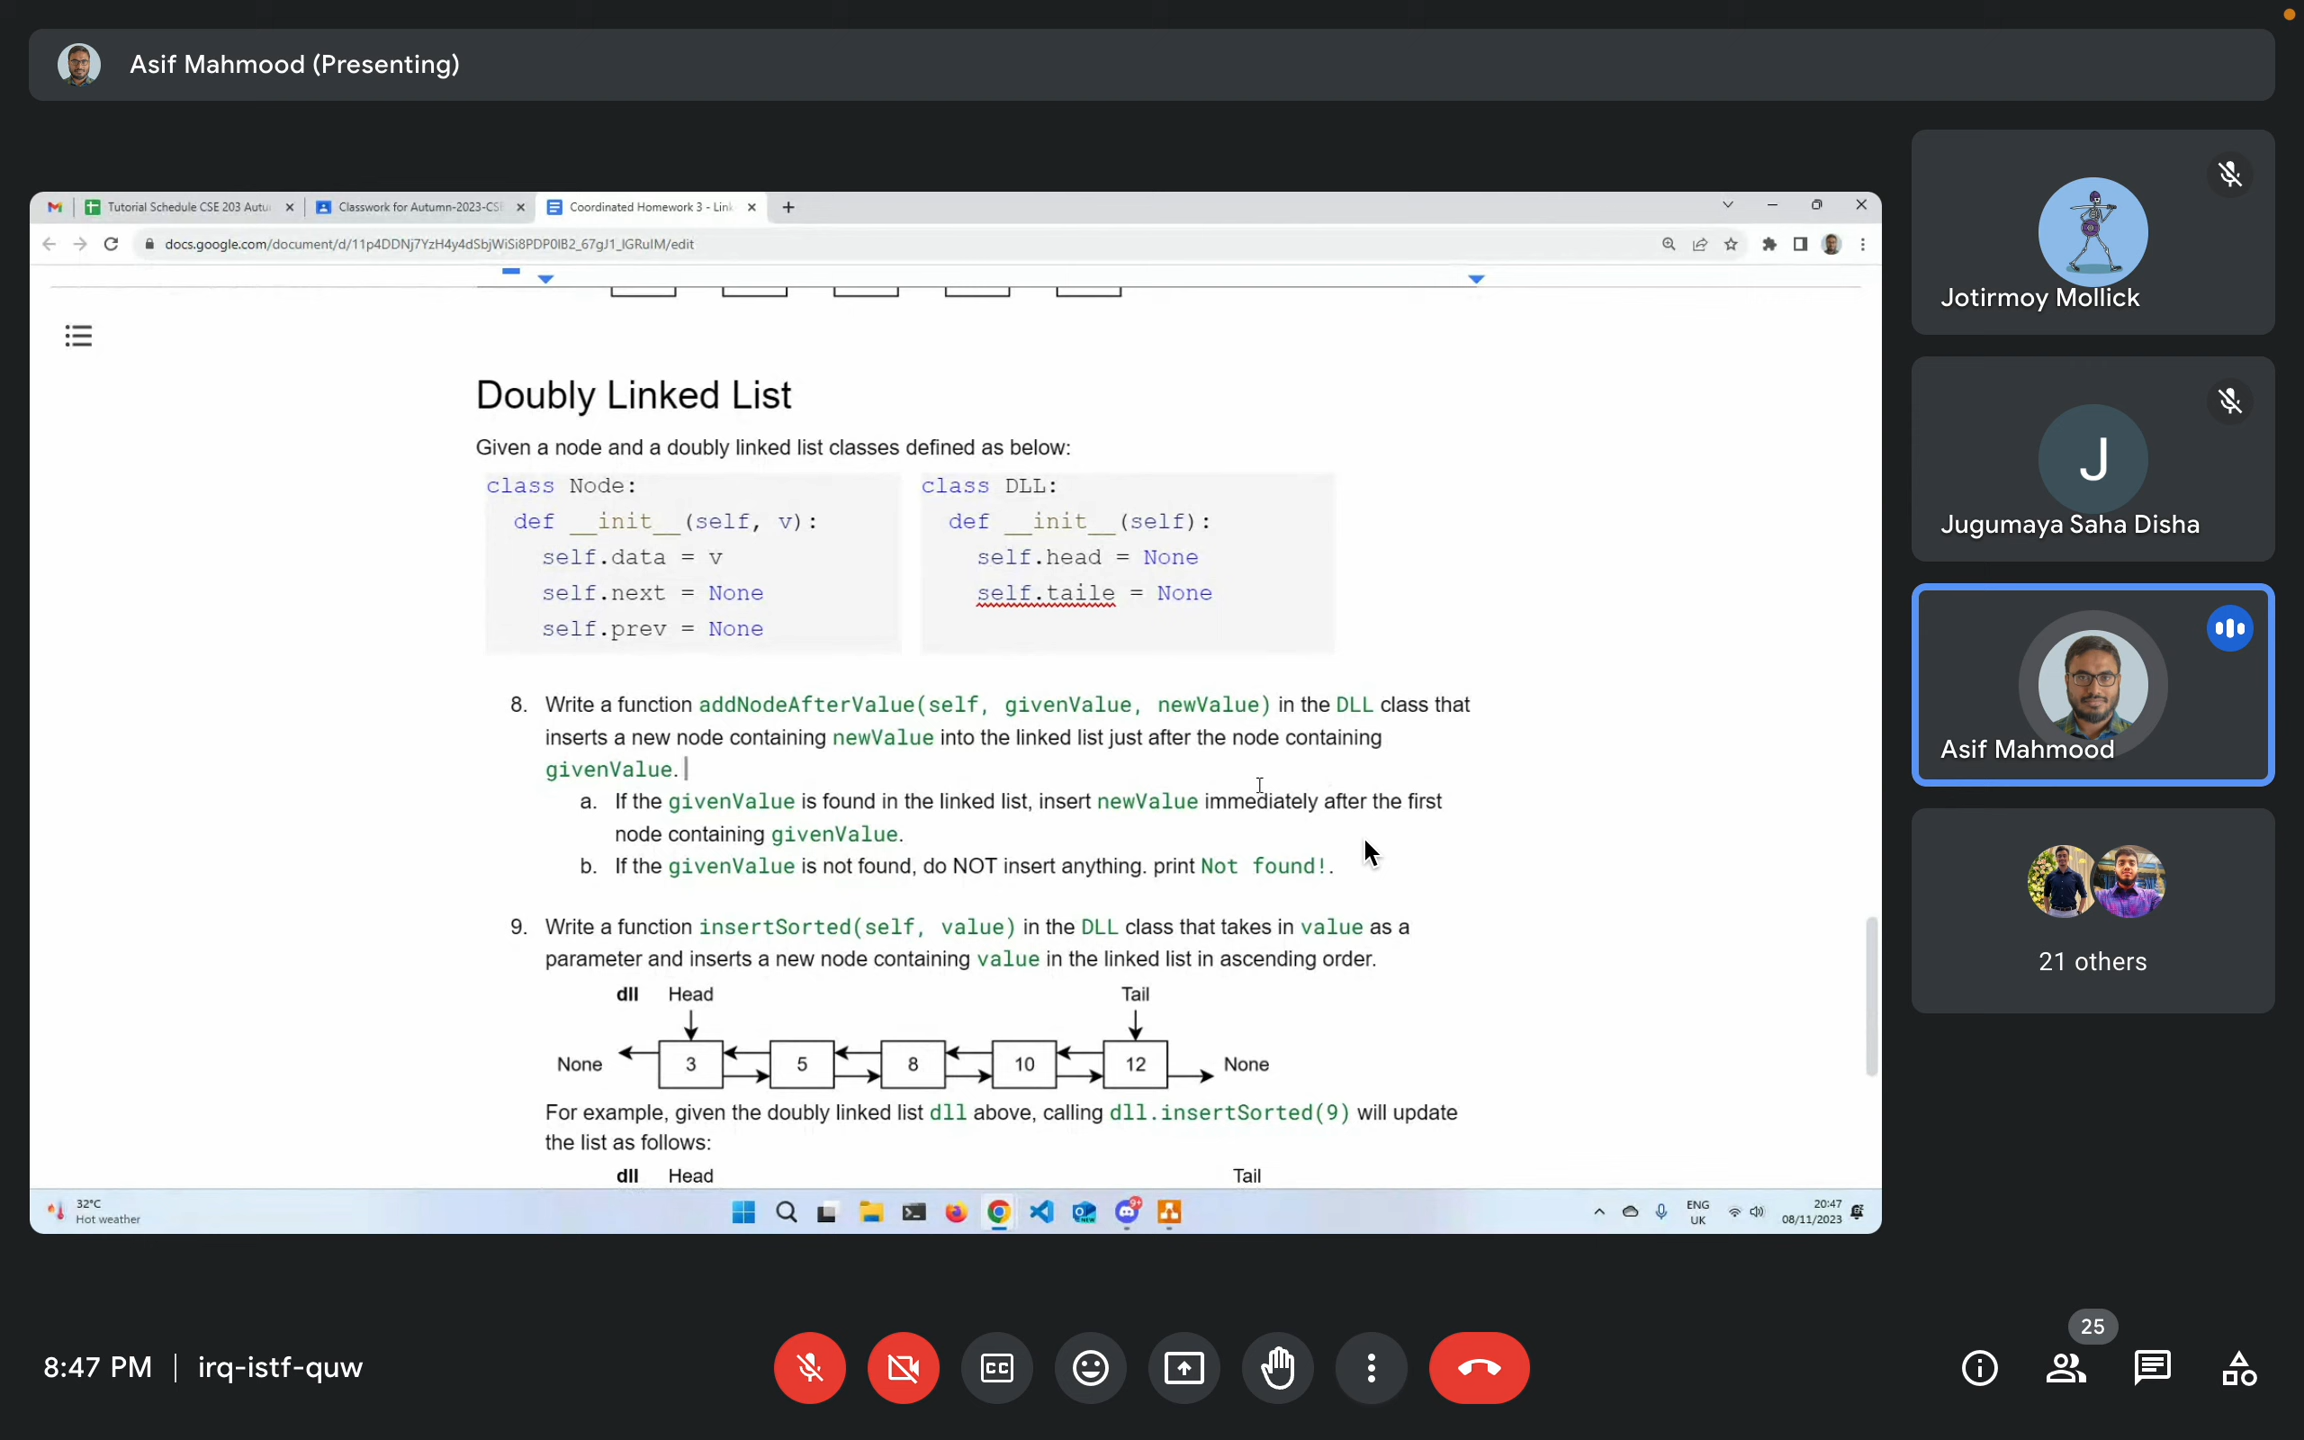 Asif Mahmood (Presenting)
Tutorial Schedule CSE 203 Autu
Classwork for Autumn-2023-CSE
Coordinated Homework 3 - Link
docs.google.com/document/d/11p4DDNj7YzH4y4dSbjWiSi8PDP0IB2_67gJ1_IGRuIM/edit
Doubly Linked List
Given a node and a doubly linked list classes defined as below:
class Node:
def __init__(self, v):
self.data = v
self.next = None
self.prev = None
class DLL:
def __init__(self):
self.head = None
self.taile = None
8. Write a function addNodeAfterValue(self, givenValue, newValue) in the DLL class that
inserts a new node containing newValue into the linked list just after the node containing
givenValue.
a. If the givenValue is found in the linked list, insert newValue immediately after the first
node containing givenValue.
b. If the givenValue is not found, do NOT insert anything. print Not found!.
9. Write a function insertSorted(self, value) in the DLL class that takes in value as a
parameter and inserts a new node containing value in the linked list in ascending order.
dll Head Tail
None 3 5 8 10 12 None
For example, given the doubly linked list dll above, calling dll.insertSorted(9) will update
the list as follows:
dll Head Tail
32°C
Hot weather
ENG
UK
20:47
08/11/2023
Jotirmoy Mollick
J
Jugumaya Saha Disha
Asif Mahmood
21 others
8:47 PM | irq-istf-quw
CC
25